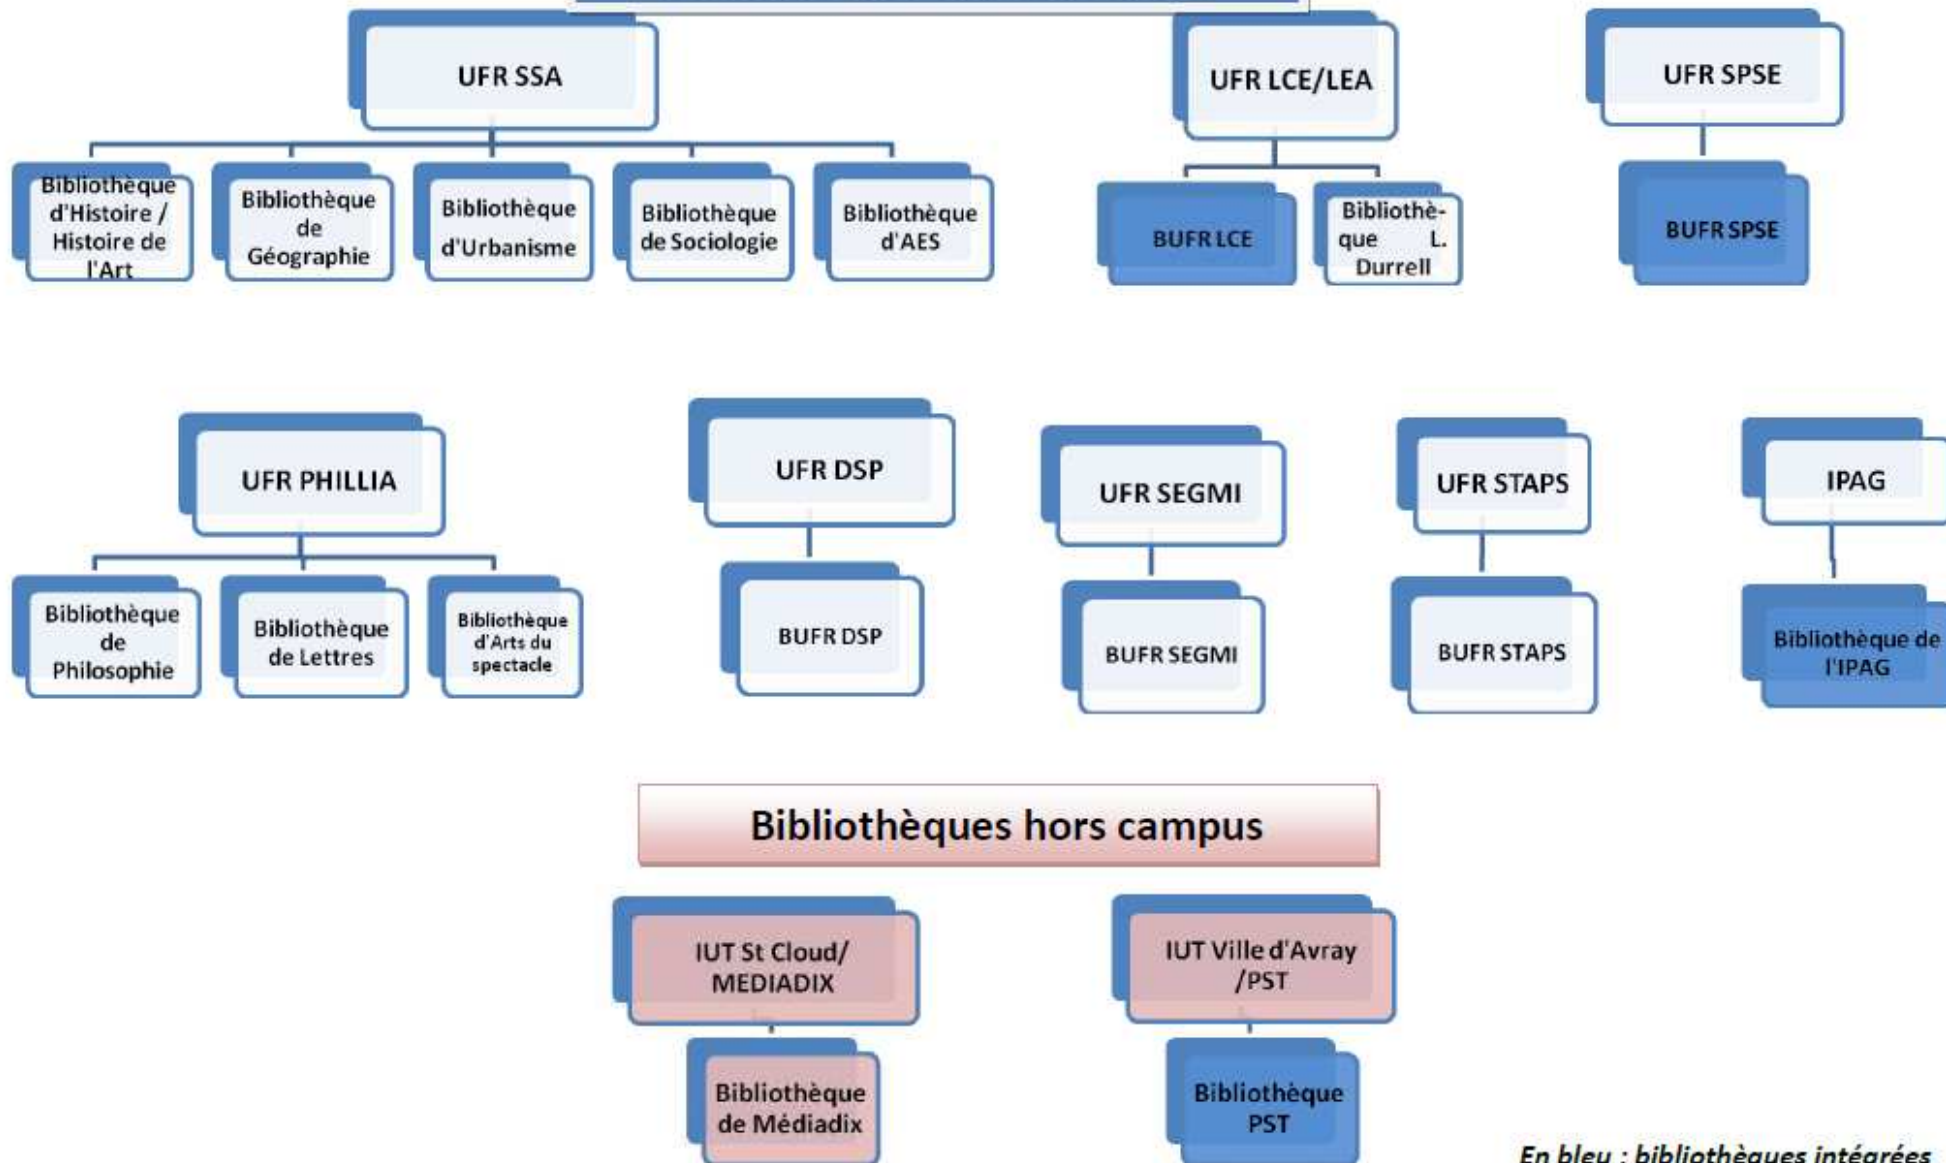 UFR SSA
UFR LCE/LEA
UFR SPSE
Bibliothèque
d'Histoire /
Histoire de
l'Art
Bibliothèque
de
Géographie
Bibliothèque
d'Urbanisme
Bibliothèque
de Sociologie
Bibliothèque
d'AES
BUFR LCE
Bibliothè-
que L.
Durrell
BUFR SPSE
UFR PHILLIA
UFR DSP
UFR SEGMI
UFR STAPS
IPAG
Bibliothèque
de
Philosophie
Bibliothèque
de Lettres
Bibliothèque
d'Arts du
spectacle
BUFR DSP
BUFR SEGMI
BUFR STAPS
Bibliothèque de
l'IPAG
Bibliothèques hors campus
IUT St Cloud/
MEDIADIX
IUT Ville d'Avray
/PST
Bibliothèque
de Médiadix
Bibliothèque
PST
En bleu : bibliothèques intégrées